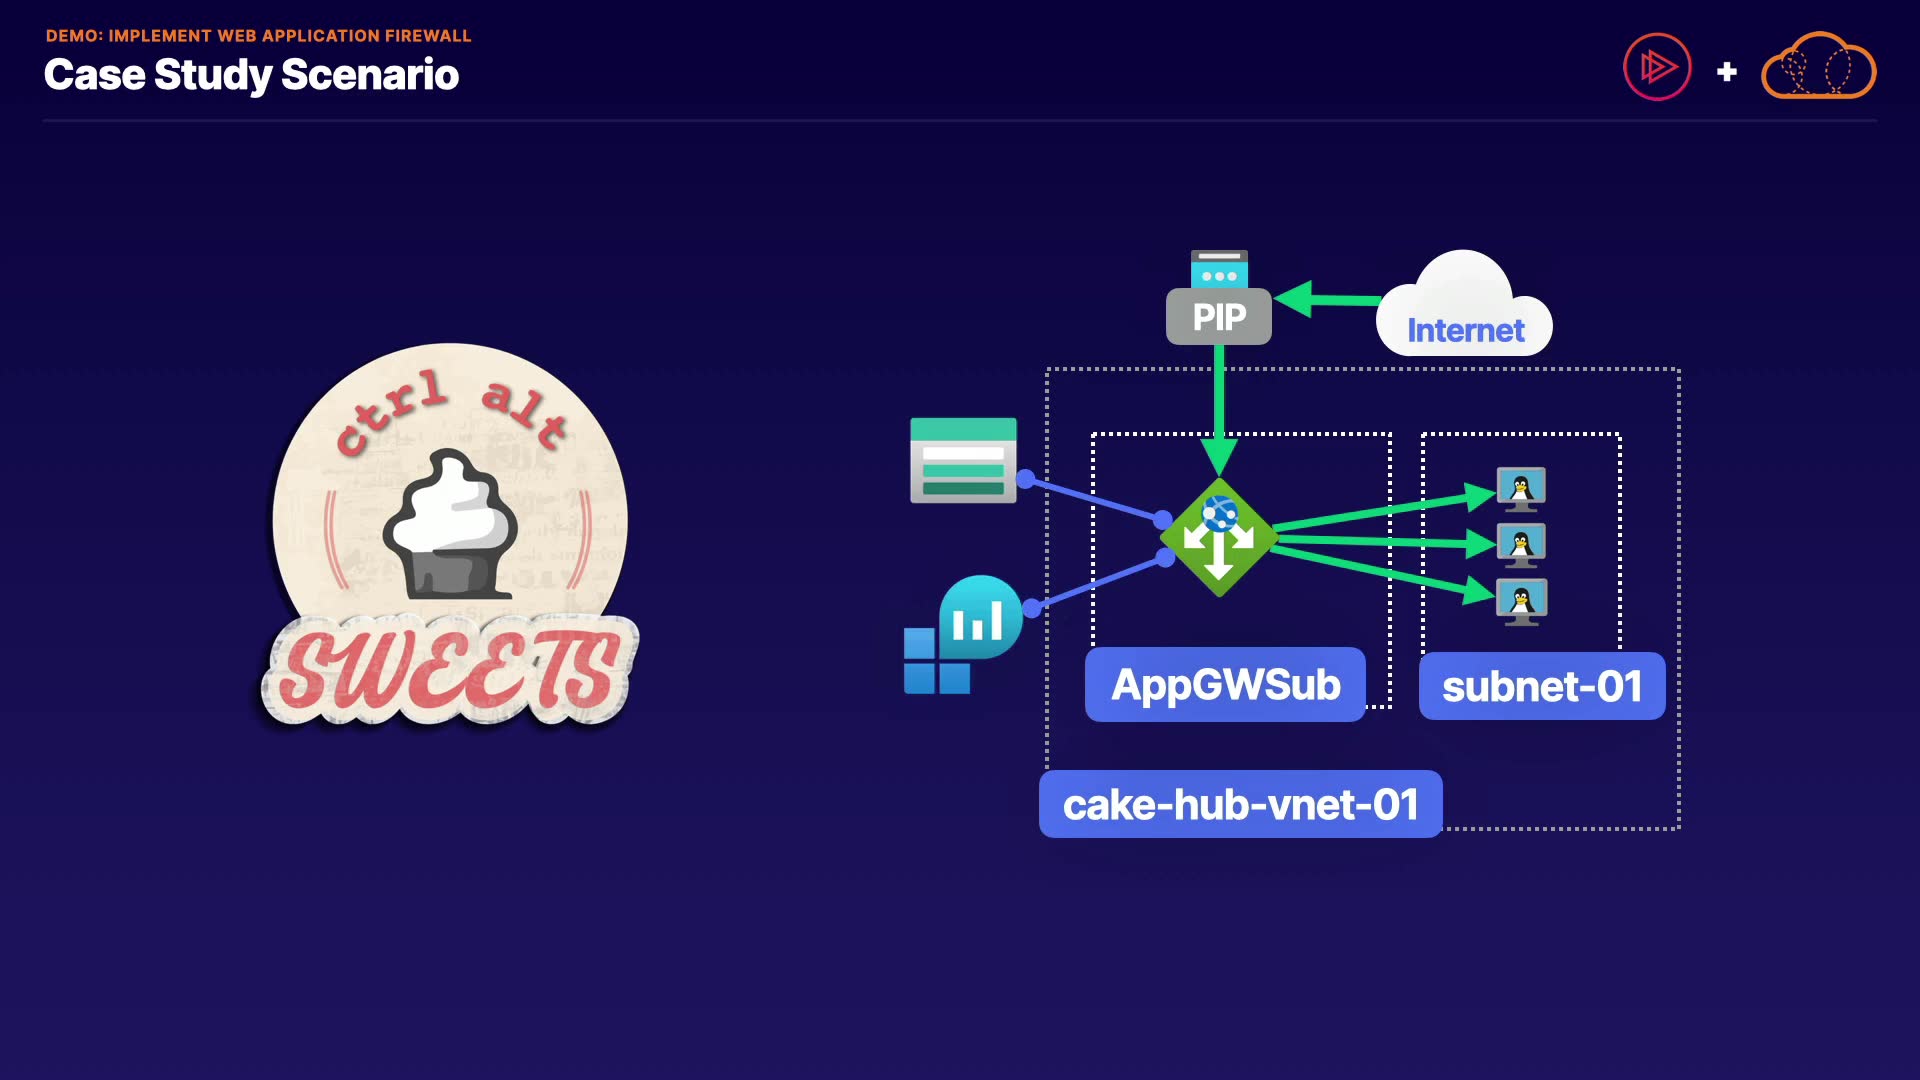 DEMO: IMPLEMENT WEB APPLICATION FIREWALL
Case Study Scenario
+
ctrl alt
SWEETS
PIP
Internet
AppGWSub
subnet-01
cake-hub-vnet-01